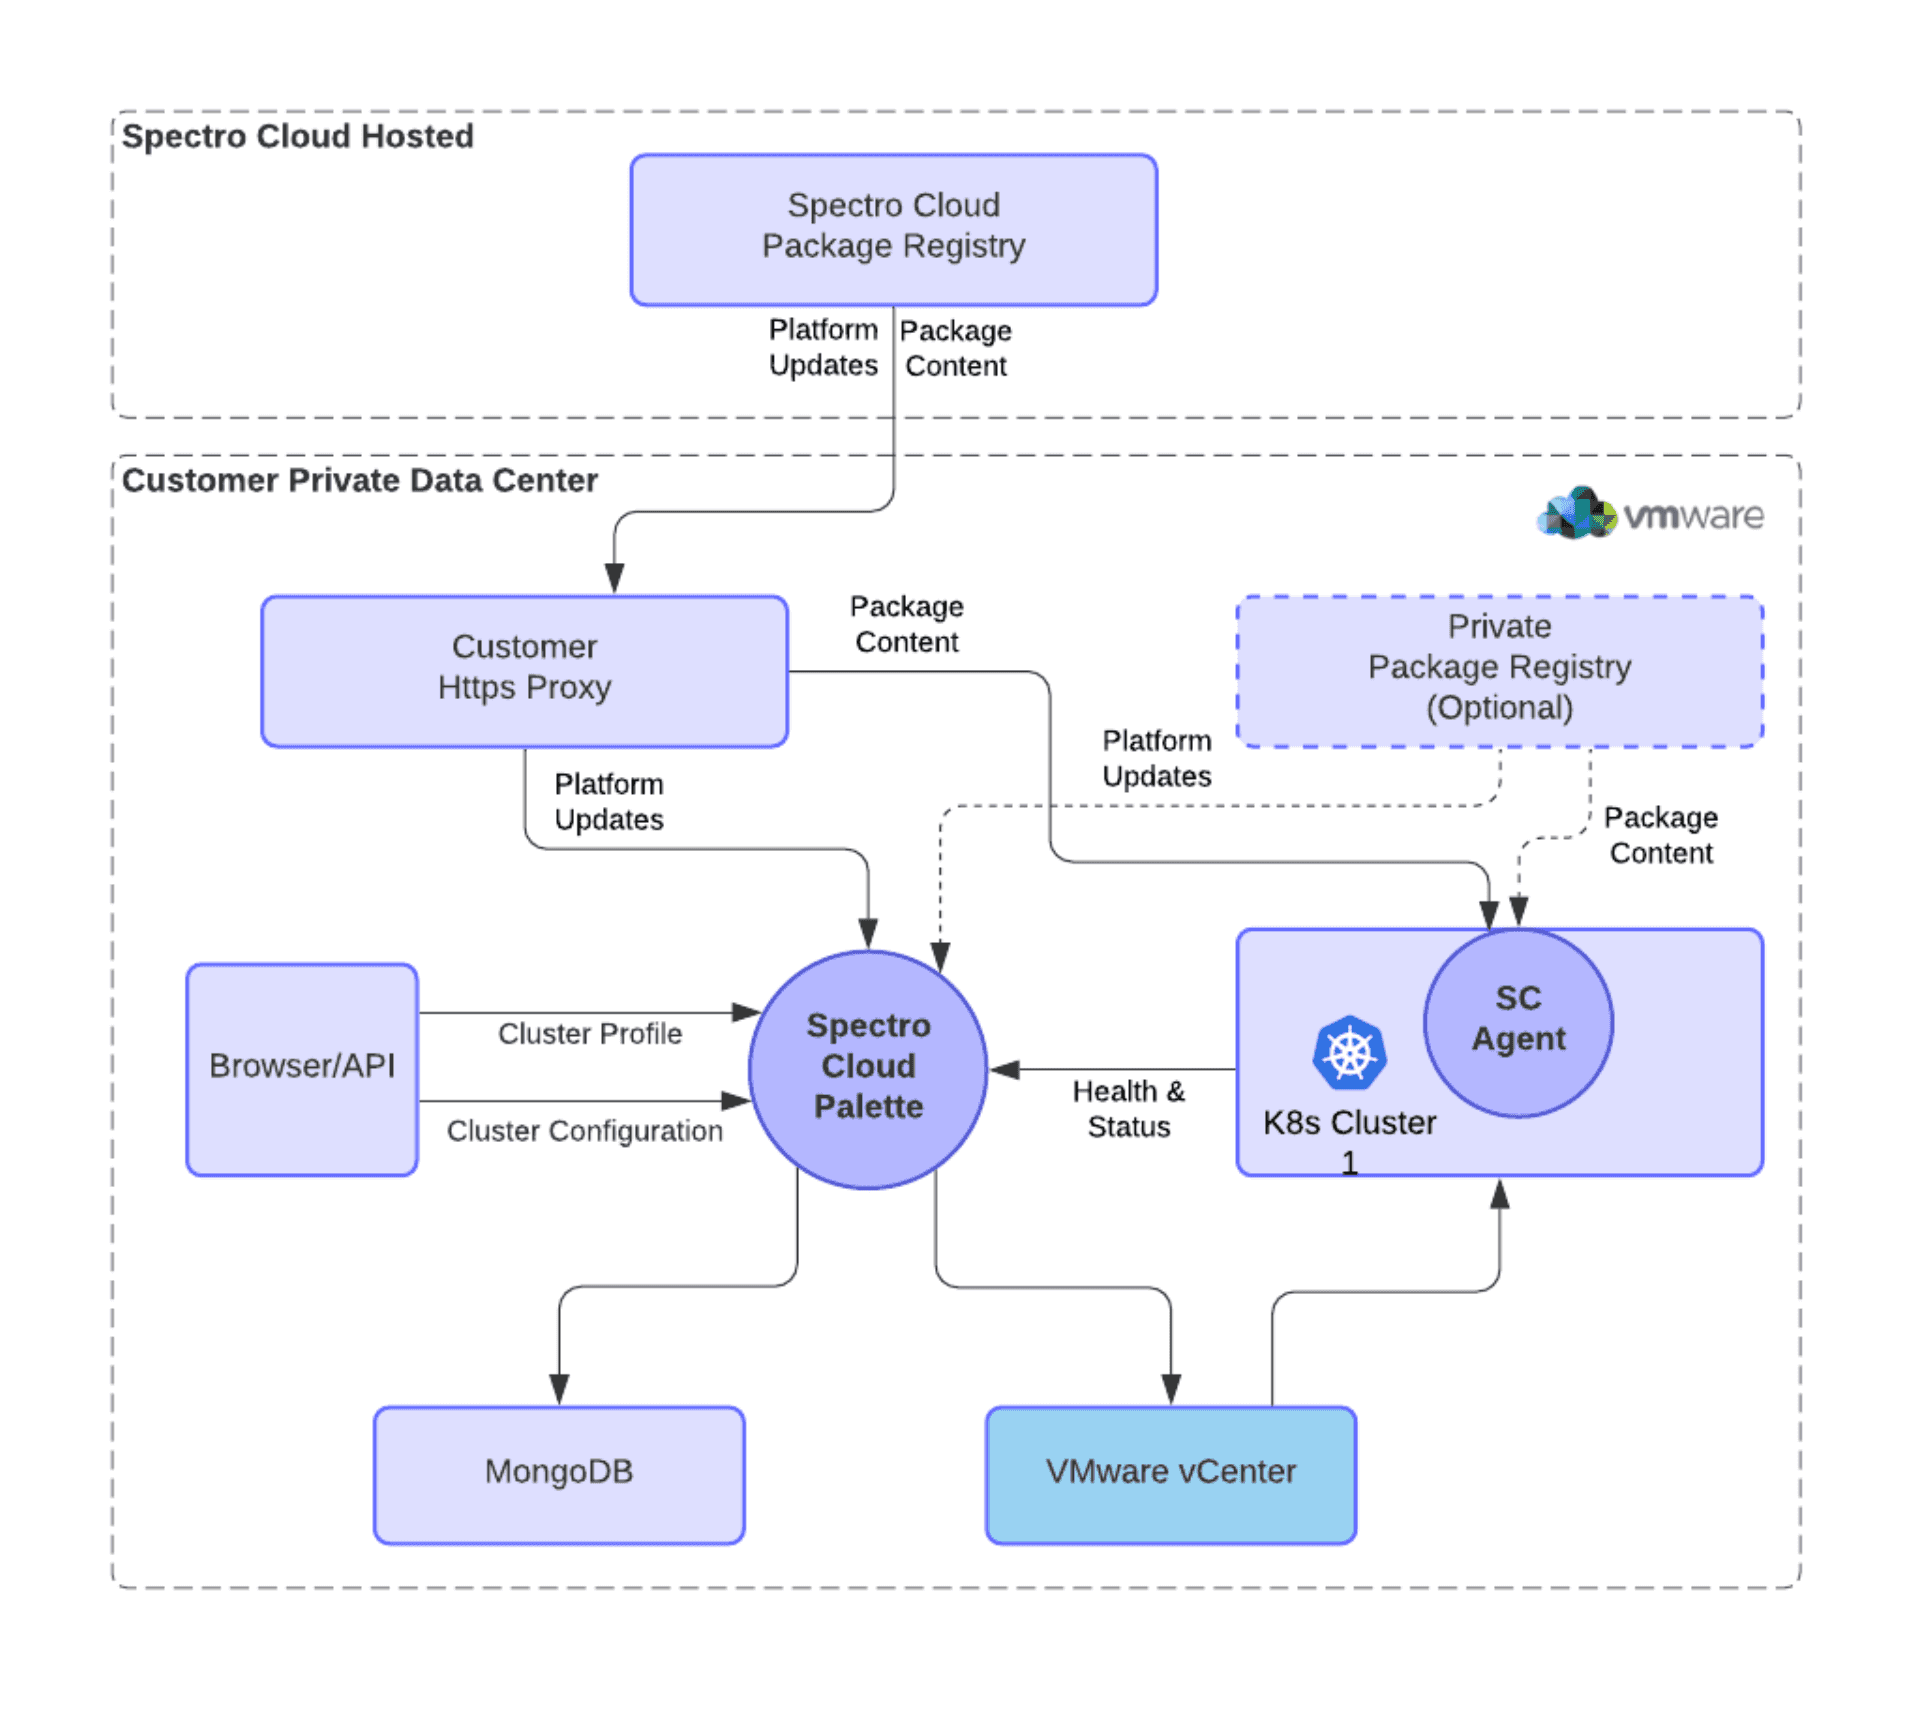 Spectro Cloud Hosted
Spectro Cloud
Package Registry
Platform
Updates
Package
Content
Customer Private Data Center
vmware
Customer
Https Proxy
Package
Content
Private
Package Registry
(Optional)
Platform
Updates
Platform
Updates
Package
Content
Browser/API
Cluster Profile
Cluster Configuration
Spectro
Cloud
Palette
Health &
Status
SC
Agent
K8s Cluster
1
MongoDB
VMware vCenter